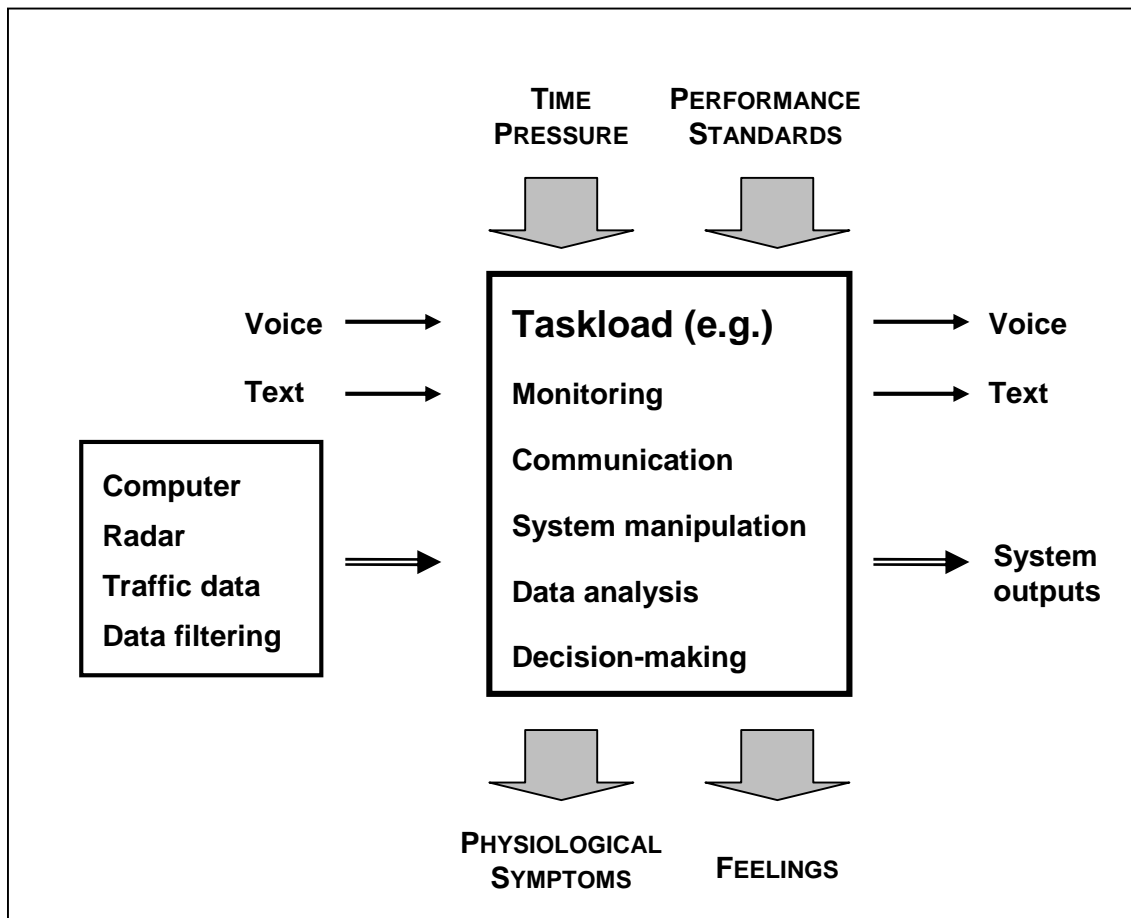 TIME
PRESSURE
PERFORMANCE
STANDARDS
Voice
Text
Computer
Radar
Traffic data
Data filtering
Taskload (e.g.)
Monitoring
Communication
System manipulation
Data analysis
Decision-making
Voice
Text
System
outputs
PHYSIOLOGICAL
SYMPTOMS
FEELINGS